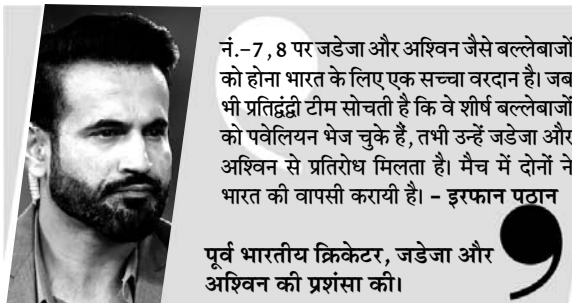 नं.–7,8 पर जडेजा और अश्विन जैसे बल्लेबाजों
को होना भारत के लिए एक सच्चा वरदान है। जब
भी प्रतिद्वंद्वी टीम सोचती है कि वे शीर्ष बल्लेबाजों
को पवेलियन भेज चुके हैं, तभी उन्हें जडेजा और
अश्विन से प्रतिरोध मिलता है। मैच में दोनों ने
भारत की वापसी करायी है। – इरफान पठान
पूर्व भारतीय क्रिकेटर, जडेजा और
अश्विन की प्रशंसा की।